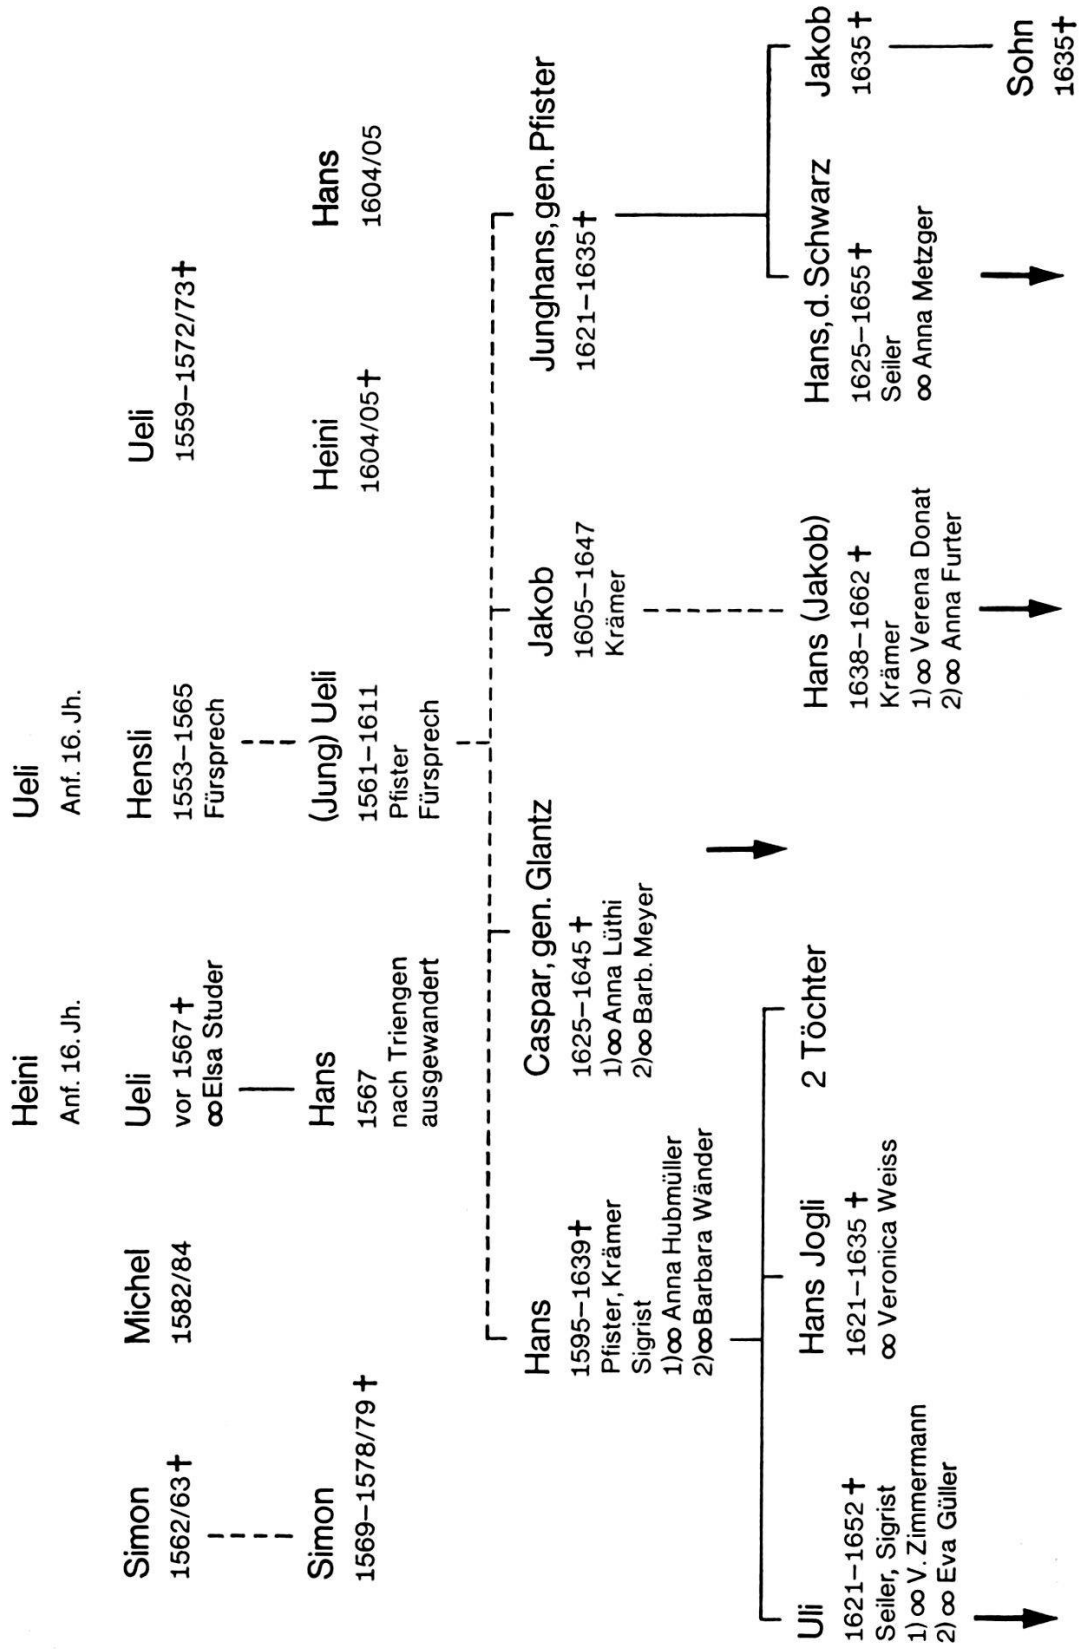 Heini
Anf. 16. Jh.
Ueli
Anf. 16. Jh.
Simon
1562/63†
Michel
1582/84
Ueli
vor 1567†
∞Elsa Studer
Hensli
1553–1565
Fürsprech
Ueli
1559–1572/73†
Simon
1569–1578/79†
Hans
1567
nach Triengen
ausgewandert
(Jung) Ueli
1561–1611
Pfister
Fürsprech
Heini
1604/05†
Hans
1604/05
Hans
1595–1639†
Pfister, Krämer
Sigrist
1)∞ Anna Hubmüller
2)∞Barbara Wänder
Caspar, gen. Glantz
1625–1645†
1)∞ Anna Lüthi
2)∞ Barb. Meyer
Jakob
1605–1647
Krämer
Junghans, gen. Pfister
1621–1635†
Uli
1621–1652†
Seiler, Sigrist
1) ∞ V. Zimmermann
2) ∞ Eva Güller
Hans Jogli
1621–1635†
∞ Veronica Weiss
2 Töchter
Hans (Jakob)
1638–1662†
Krämer
1)∞ Verena Donat
2)∞ Anna Furter
Hans, d. Schwarz
1625–1655†
Seiler
∞ Anna Metzger
Jakob
1635†
Sohn
1635†